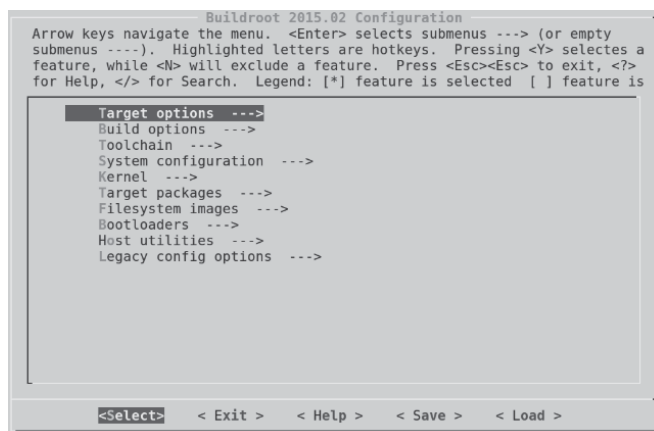 Buildroot 2015.02 Configuration
Arrow keys navigate the menu.  <Enter> selects submenus ---> (or empty
submenus ----).  Highlighted letters are hotkeys.  Pressing <Y> selectes a
feature, while <N> will exclude a feature.  Press <Esc><Esc> to exit, <?>
for Help, </> for Search.  Legend: [*] feature is selected  [ ] feature is
Target options  --->
Build options  --->
Toolchain  --->
System configuration  --->
Kernel  --->
Target packages  --->
Filesystem images  --->
Bootloaders  --->
Host utilities  --->
Legacy config options  --->
<Select>    < Exit >    < Help >    < Save >    < Load >